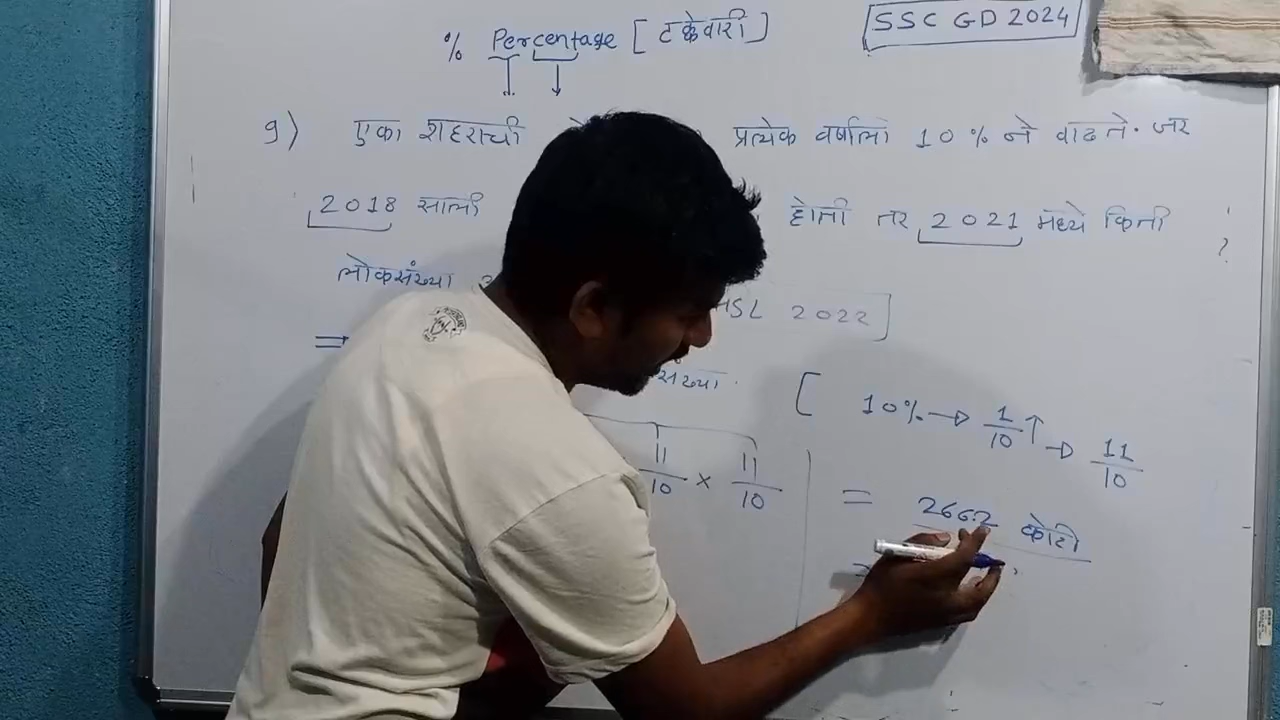 % Percentage [ टक्केवारी ]
SSC GD 2024
9) एका शहराची प्रत्येक वर्षाला 10 % ने वाढते. जर
2018 साली होती तर 2021 मध्ये किती
लोकसंख्या ?
2022 ]
=
[ 10% → 1/10 ↑ → 11/10
11/10 × 11/10
= 2662 कोटी